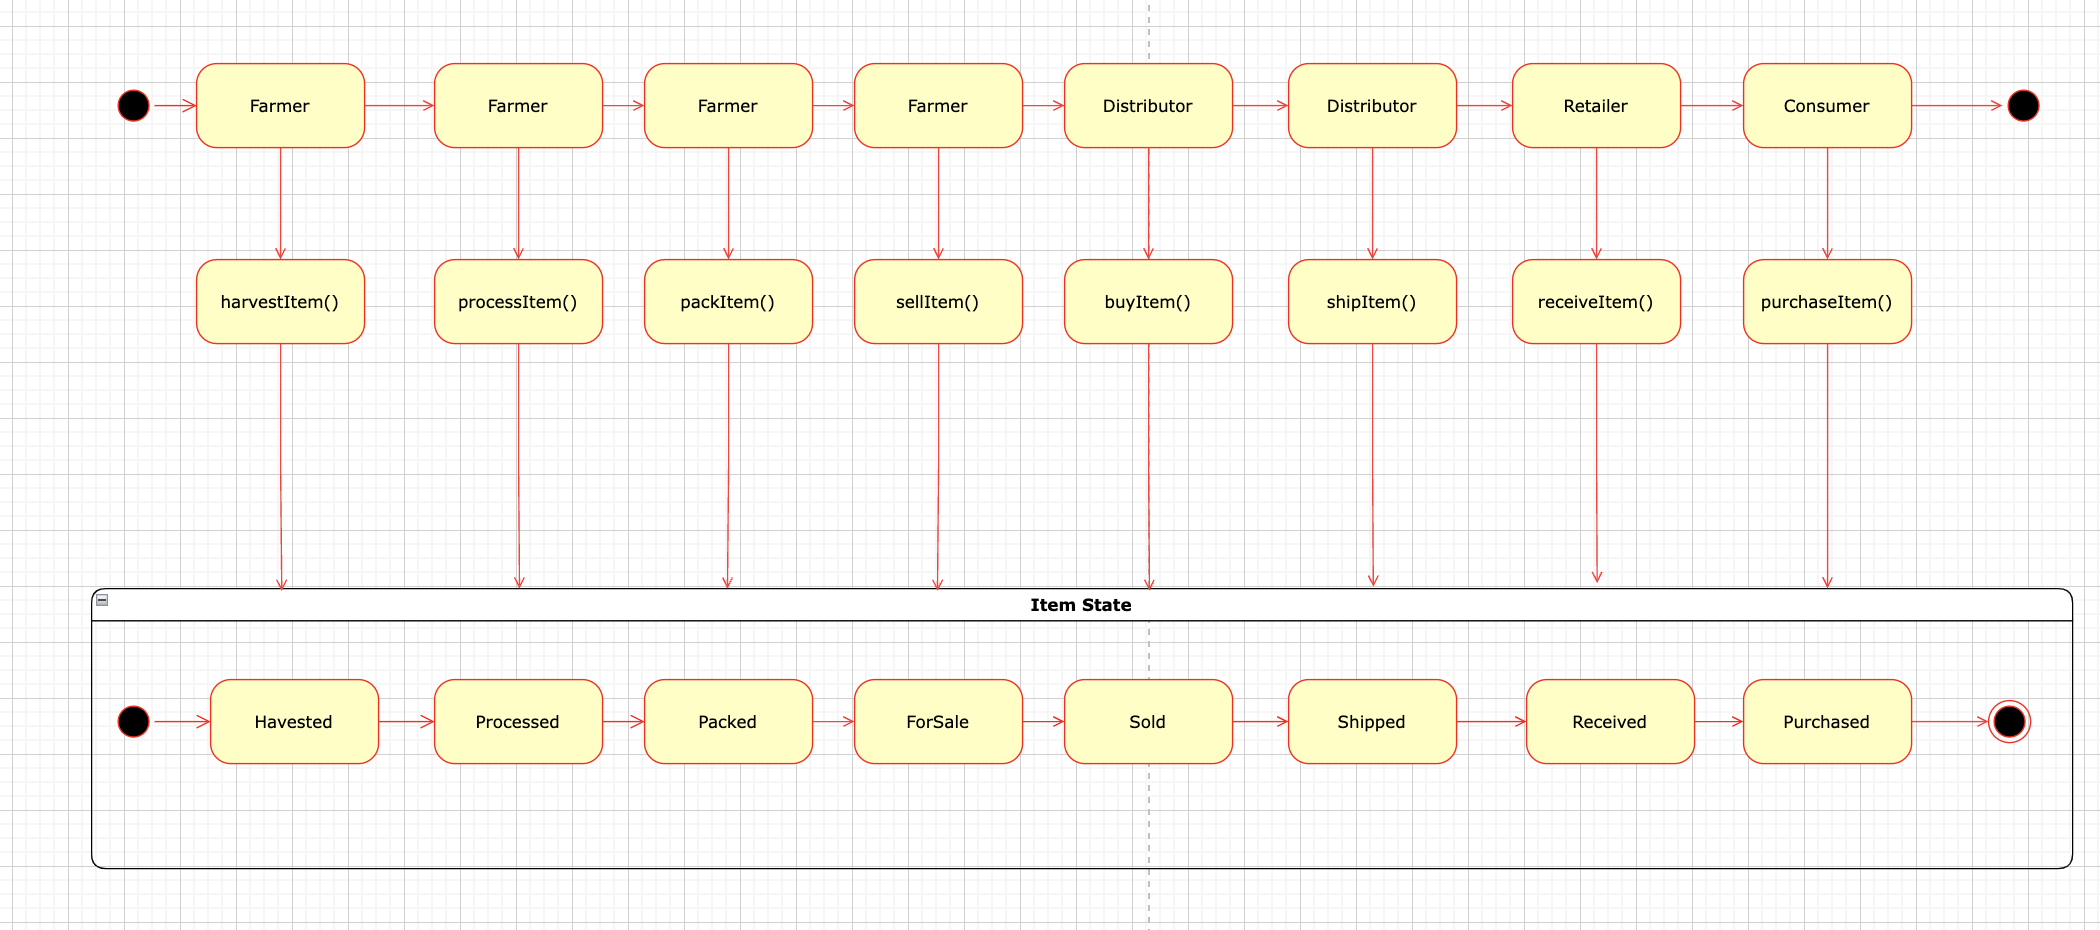 Farmer
Farmer
Farmer
Farmer
Distributor
Distributor
Retailer
Consumer
harvestItem()
processItem()
packItem()
sellItem()
buyItem()
shipItem()
receiveItem()
purchaseItem()
Item State
Havested
Processed
Packed
ForSale
Sold
Shipped
Received
Purchased